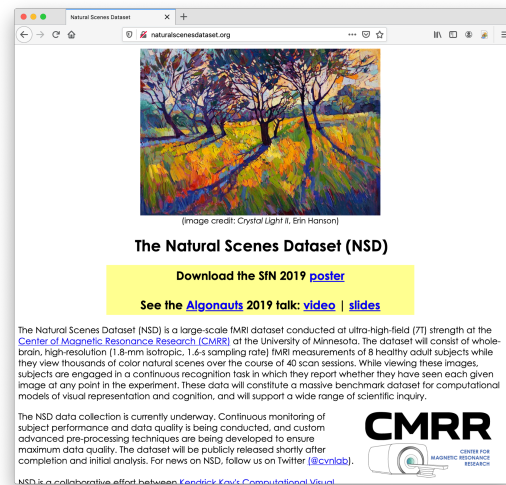 Natural Scenes Dataset
naturalscenesdataset.org
(image credit: Crystal Light II, Erin Hanson)
The Natural Scenes Dataset (NSD)
Download the SfN 2019 poster
See the Algonauts 2019 talk: video | slides
The Natural Scenes Dataset (NSD) is a large-scale fMRI dataset conducted at ultra-high-field (7T) strength at the
Center of Magnetic Resonance Research (CMRR) at the University of Minnesota. The dataset will consist of whole-
brain, high-resolution (1.8-mm isotropic, 1.6-s sampling rate) fMRI measurements of 8 healthy adult subjects while
they view thousands of color natural scenes over the course of 40 scan sessions. While viewing these images,
subjects are engaged in a continuous recognition task in which they report whether they have seen each given
image at any point in the experiment. These data will constitute a massive benchmark dataset for computational
models of visual representation and cognition, and will support a wide range of scientific inquiry.
The NSD data collection is currently underway. Continuous monitoring of
subject performance and data quality is being conducted, and custom
advanced pre-processing techniques are being developed to ensure
maximum data quality. The dataset will be publicly released shortly after
completion and initial analysis. For news on NSD, follow us on Twitter (@cvnlab).
CMRR
CENTER FOR
MAGNETIC RESONANCE
RESEARCH
NSD is a collaborative effort between Kendrick Kay's Computational Visual